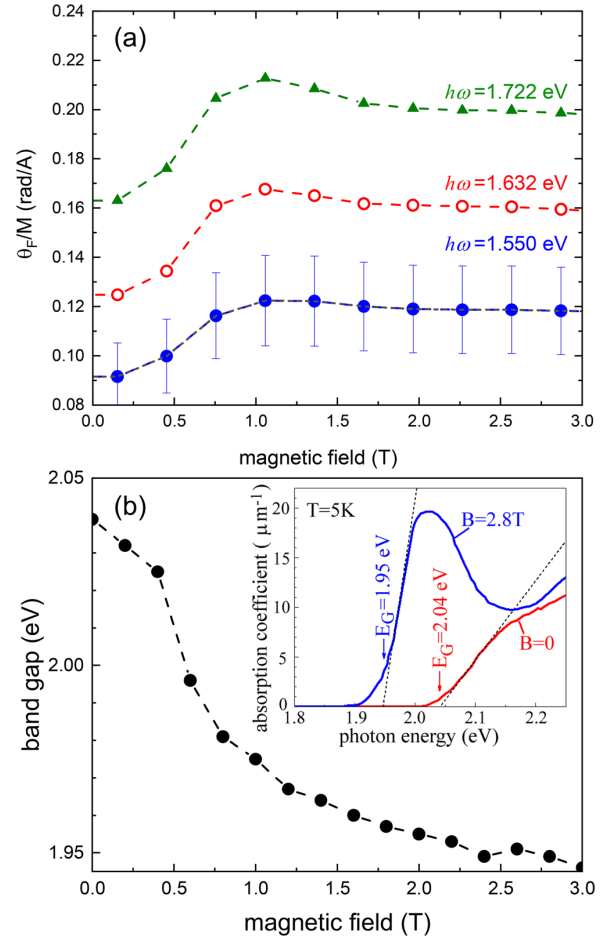 (a)
0.24
0.22
0.20
0.18
0.16
0.14
0.12
0.10
0.08
θF/M (rad/A)
hω=1.722 eV
hω=1.632 eV
hω=1.550 eV
0.0 0.5 1.0 1.5 2.0 2.5 3.0
magnetic field (T)
(b)
2.05
2.00
1.95
band gap (eV)
T=5K
B=2.8T
B=0
EG=1.95 eV
EG=2.04 eV
20
15
10
5
0
absorption coefficient ( μm-1)
1.8 1.9 2.0 2.1 2.2
photon energy (eV)
0.0 0.5 1.0 1.5 2.0 2.5 3.0
magnetic field (T)